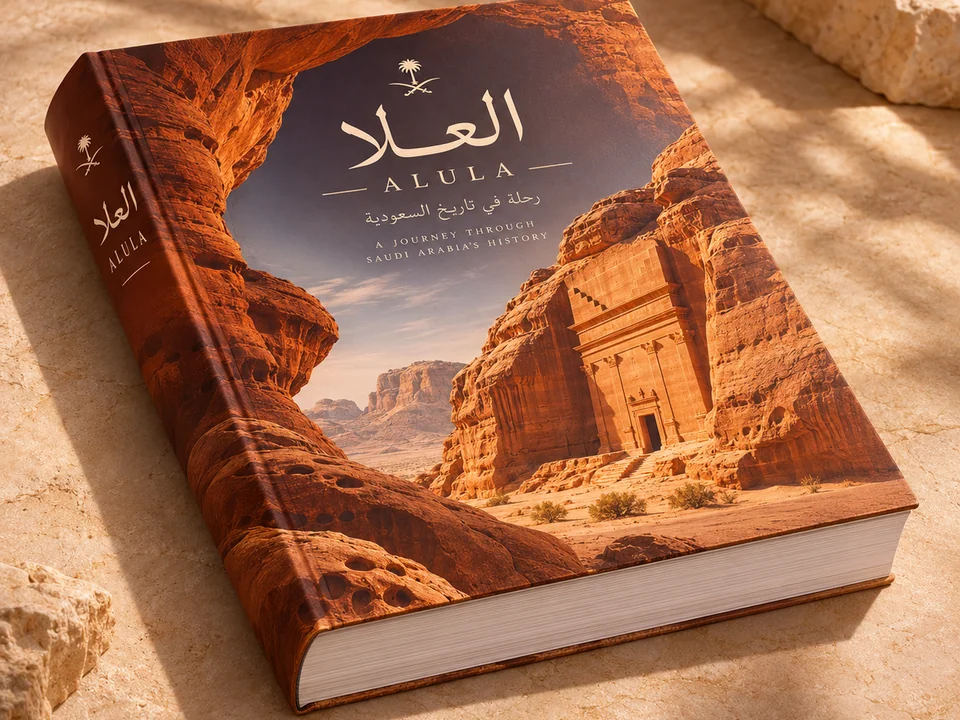 العلا
ALULA
رحلة في تاريخ السعودية
A JOURNEY THROUGH
SAUDI ARABIA'S HISTORY
العلا
ALULA